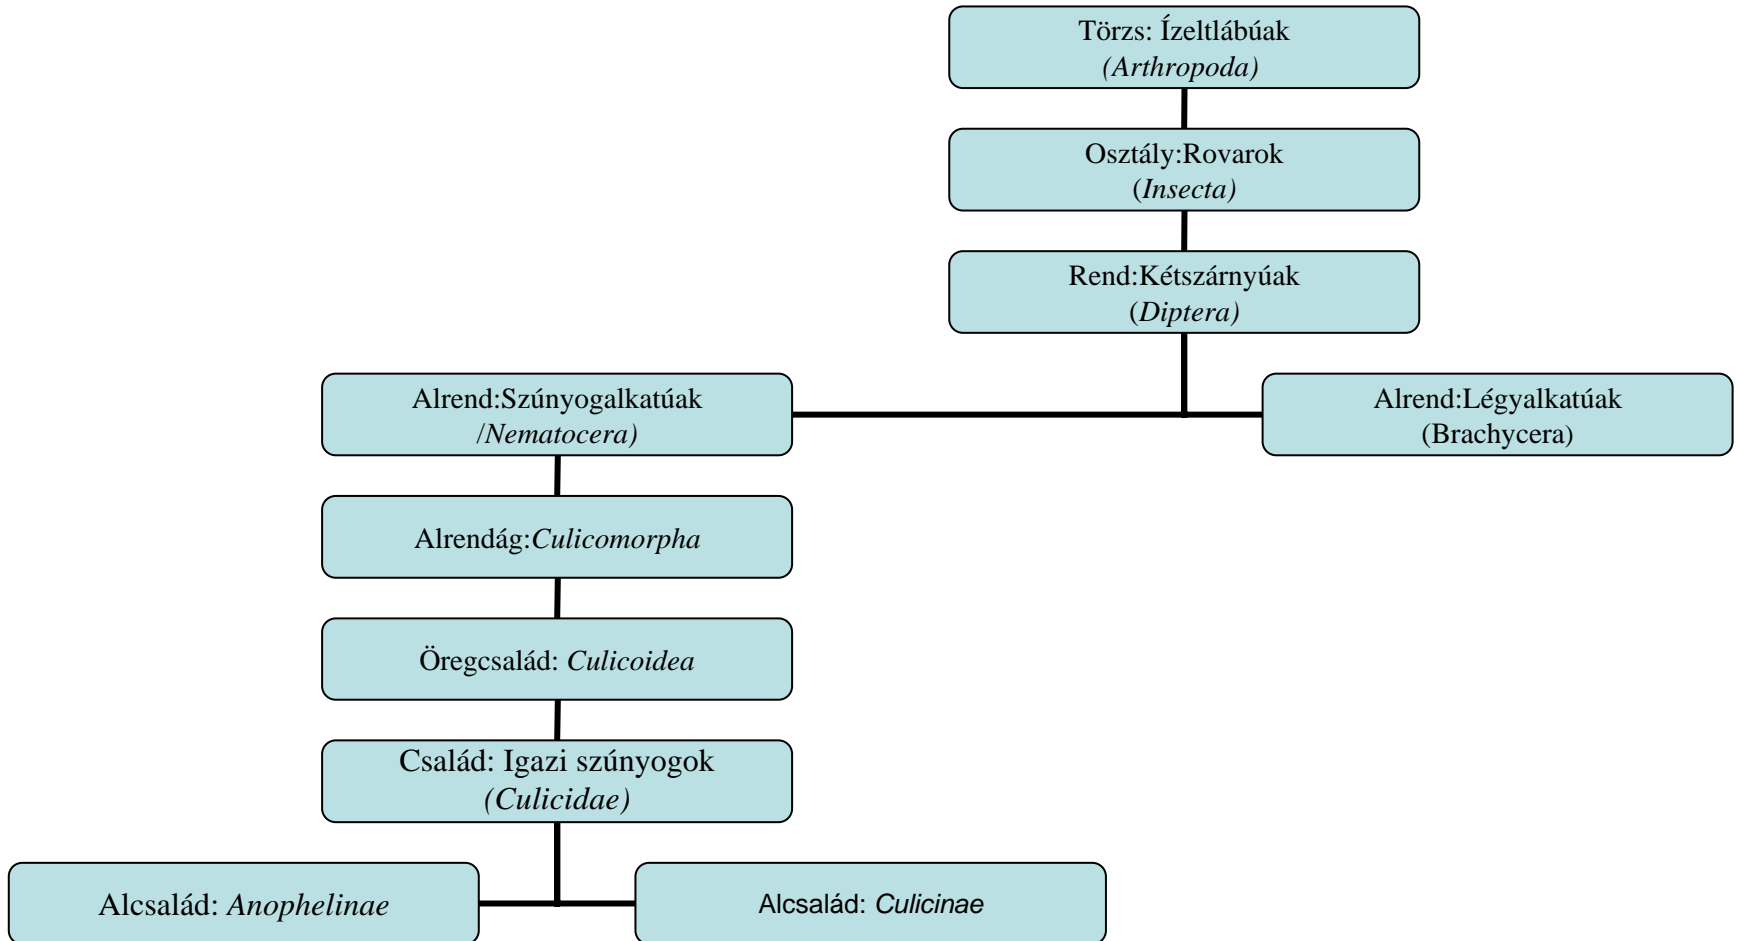 Törzs: Ízeltlábúak
(Arthropoda)
Osztály:Rovarok
(Insecta)
Rend:Kétszárnyúak
(Diptera)
Alrend:Szúnyogalkatúak
/Nematocera)
Alrend:Légyalkatúak
(Brachycera)
Alrendág:Culicomorpha
Öregcsalád: Culicoidea
Család: Igazi szúnyogok
(Culicidae)
Alcsalád: Anophelinae
Alcsalád: Culicinae